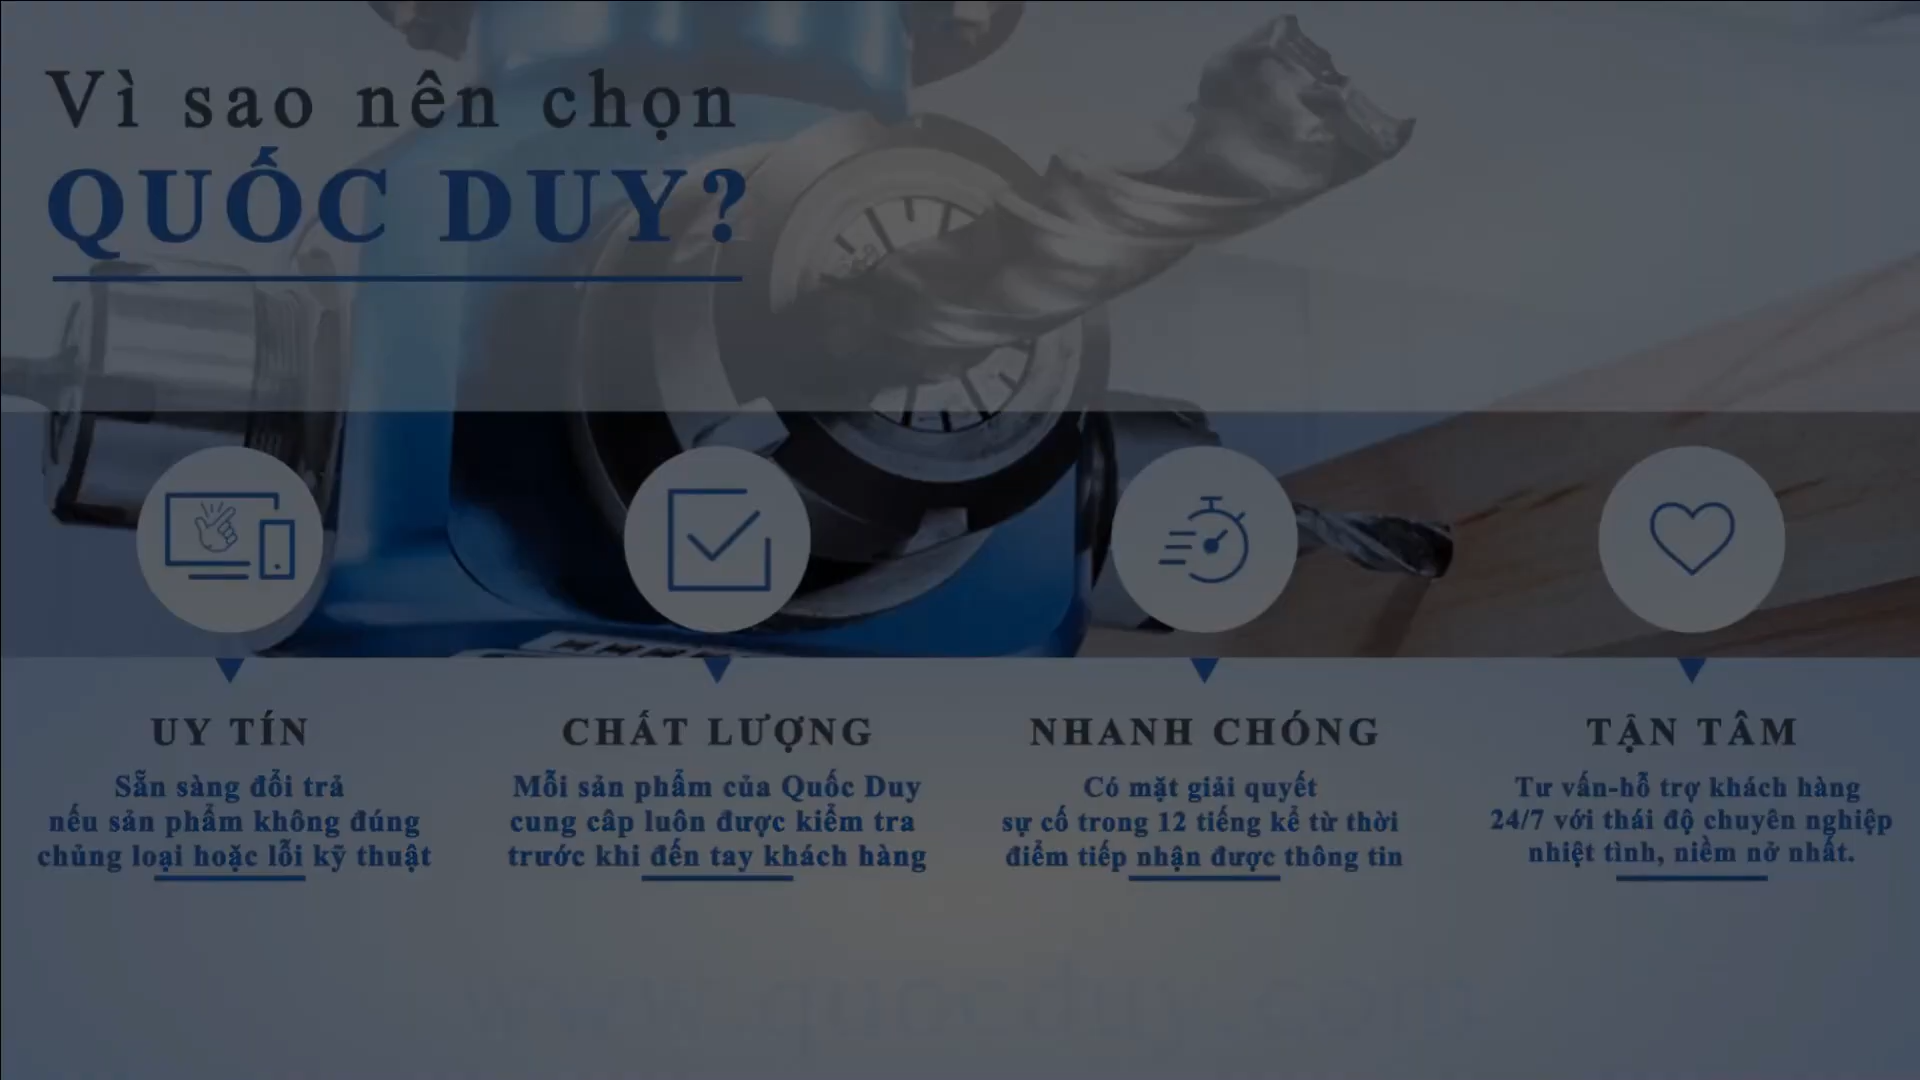 Vì sao nên chọn
QUỐC DUY?
UY TÍN
Sẵn sàng đổi trả
nếu sản phẩm không đúng
chủng loại hoặc lỗi kỹ thuật
CHẤT LƯỢNG
Mỗi sản phẩm của Quốc Duy
cung câp luôn được kiểm tra
trước khi đến tay khách hàng
NHANH CHÓNG
Có mặt giải quyết
sự cố trong 12 tiếng kể từ thời
điểm tiếp nhận được thông tin
TẬN TÂM
Tư vấn-hỗ trợ khách hàng
24/7 với thái độ chuyên nghiệp
nhiệt tình, niềm nở nhất.
www.quocduy.com